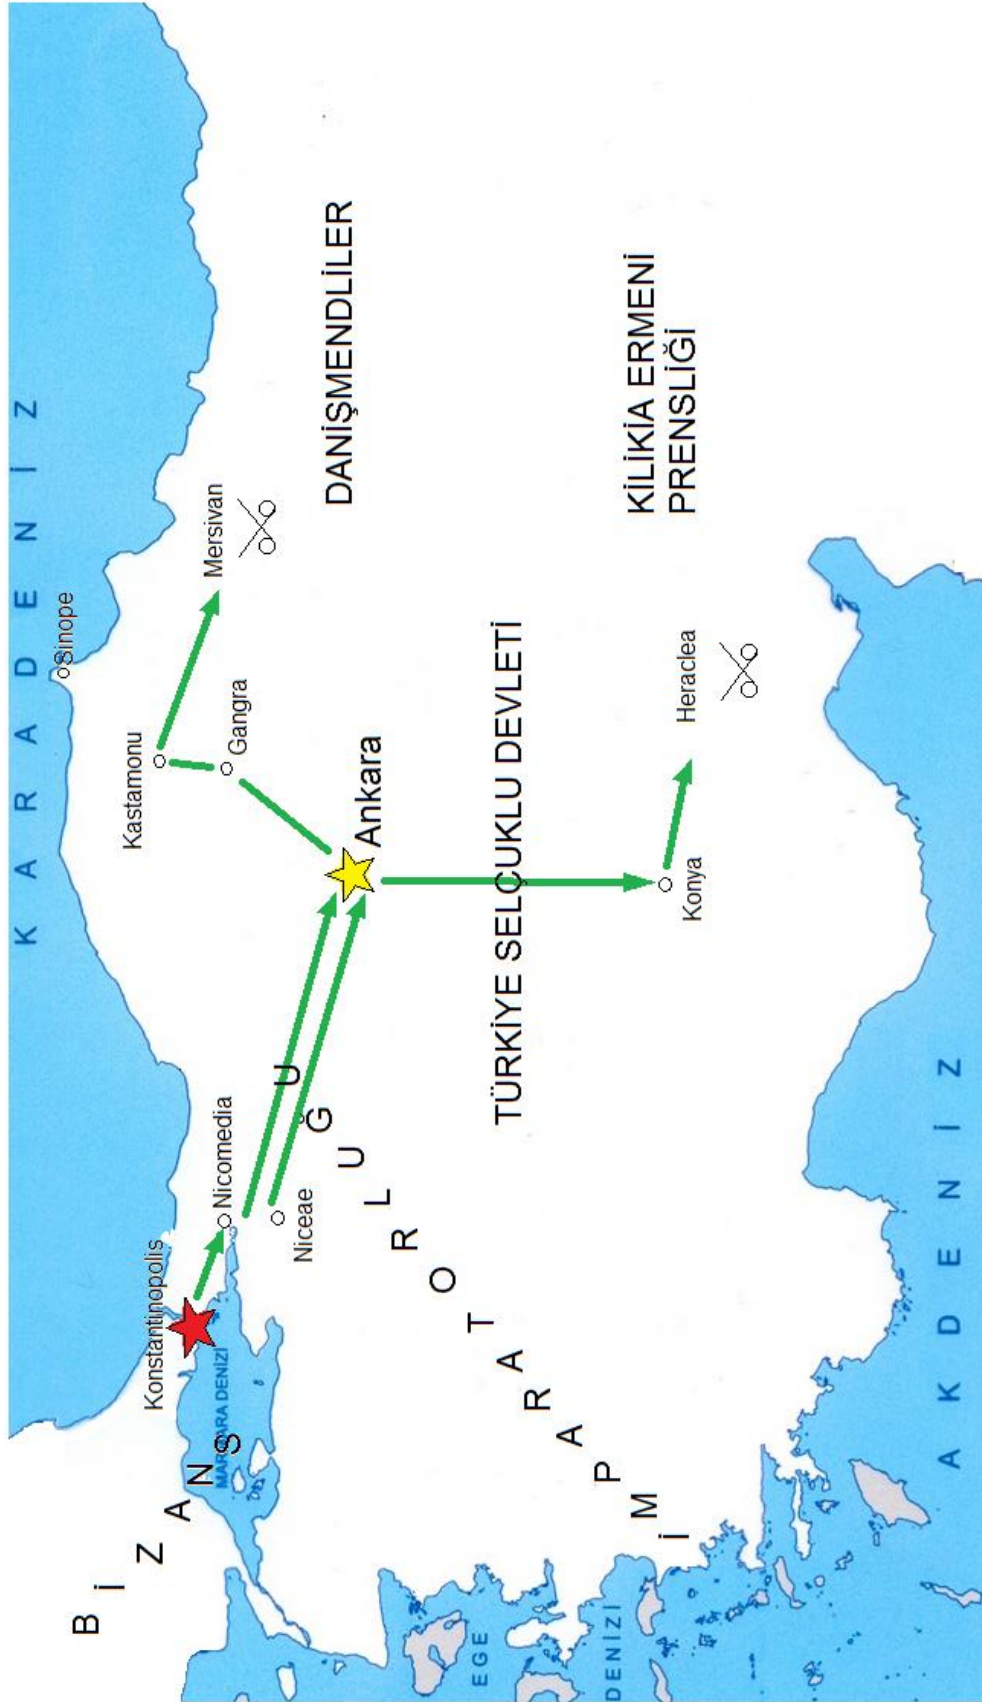 KARADENİZ
Sinope
Kastamonu
Mersivan
Gangra
BİZANS
Konstantinopolis
Nicomedia
MARMARA DENİZİ
Niceae
Ankara
DANİŞMENDLİLER
İMPARATORLUĞU
TÜRKİYE SELÇUKLU DEVLETİ
KİLİKİA ERMENİ
PRENSLİĞİ
Konya
Heraclea
EGE
DENİZİ
AKDENİZ